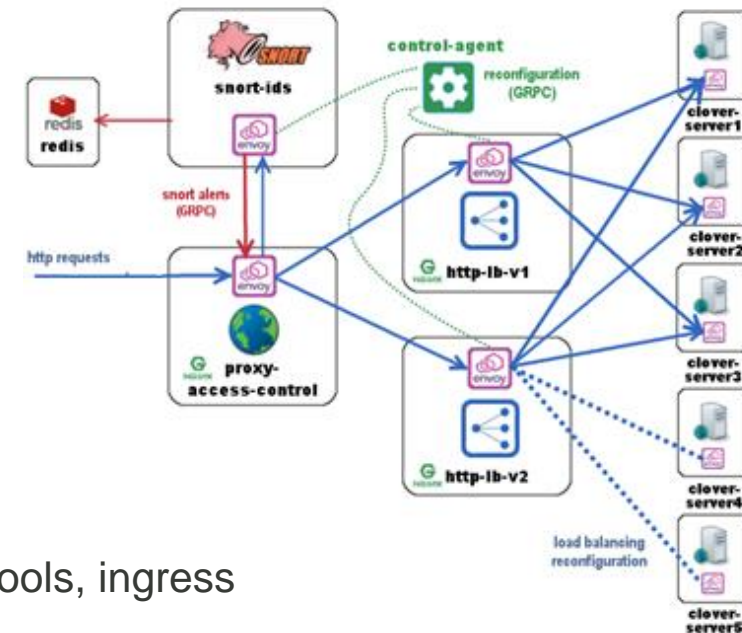 SNORT
snort-ids
envoy
redis
redis
control-agent
reconfiguration
(GRPC)
snort alerts
(GRPC)
http requests
envoy
proxy-
access-control
envoy
http-lb-v1
envoy
http-lb-v2
clover-
server1
clover-
server2
clover-
server3
clover-
server4
clover-
server5
load balancing
reconfiguration
ools, ingress